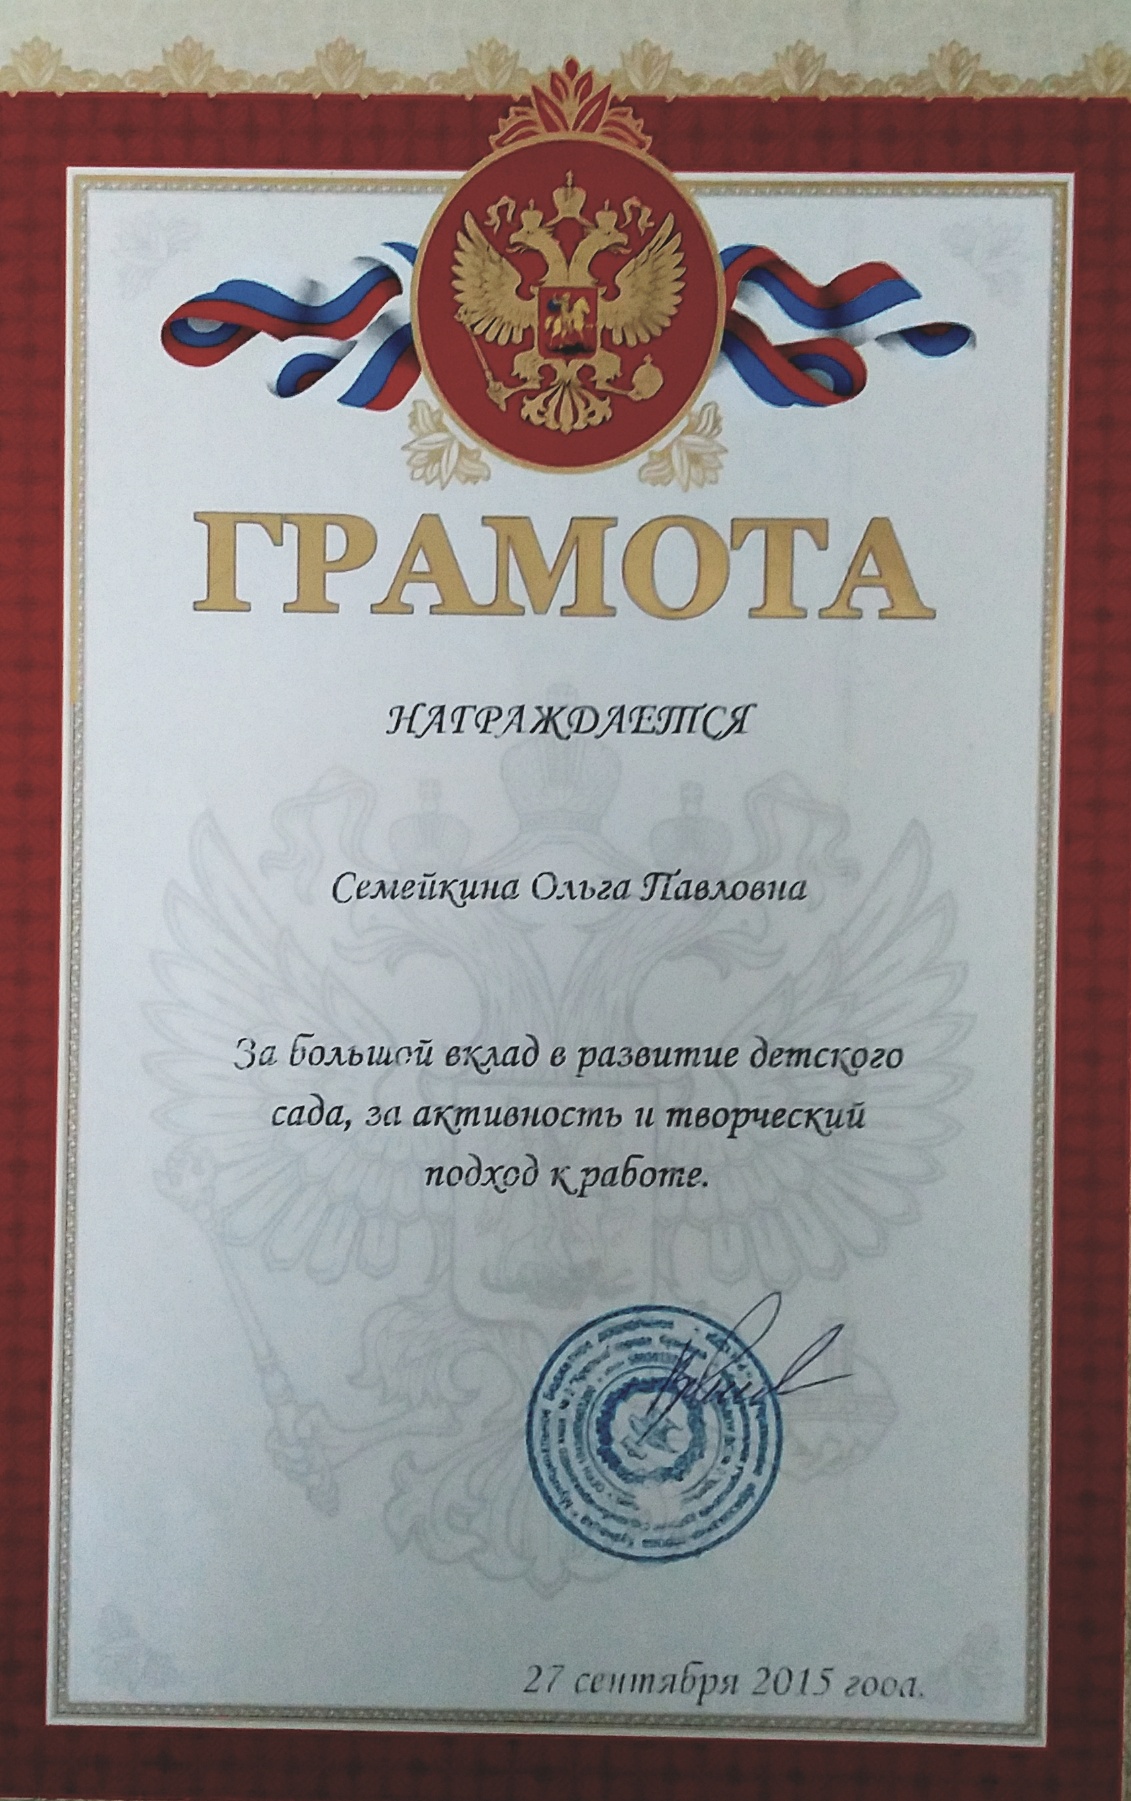 ГРАМОТА
НАГРАЖДАЕТСЯ
Семейкина Ольга Павловна
За большой вклад в развитие детского
сада, за активность и творческий
подход к работе.
27 сентября 2015 года.